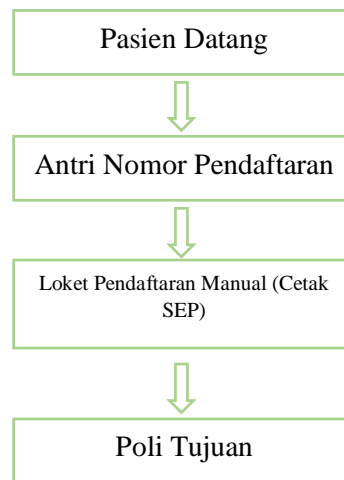 Pasien Datang
Antri Nomor Pendaftaran
Loket Pendaftaran Manual (Cetak
SEP)
Poli Tujuan